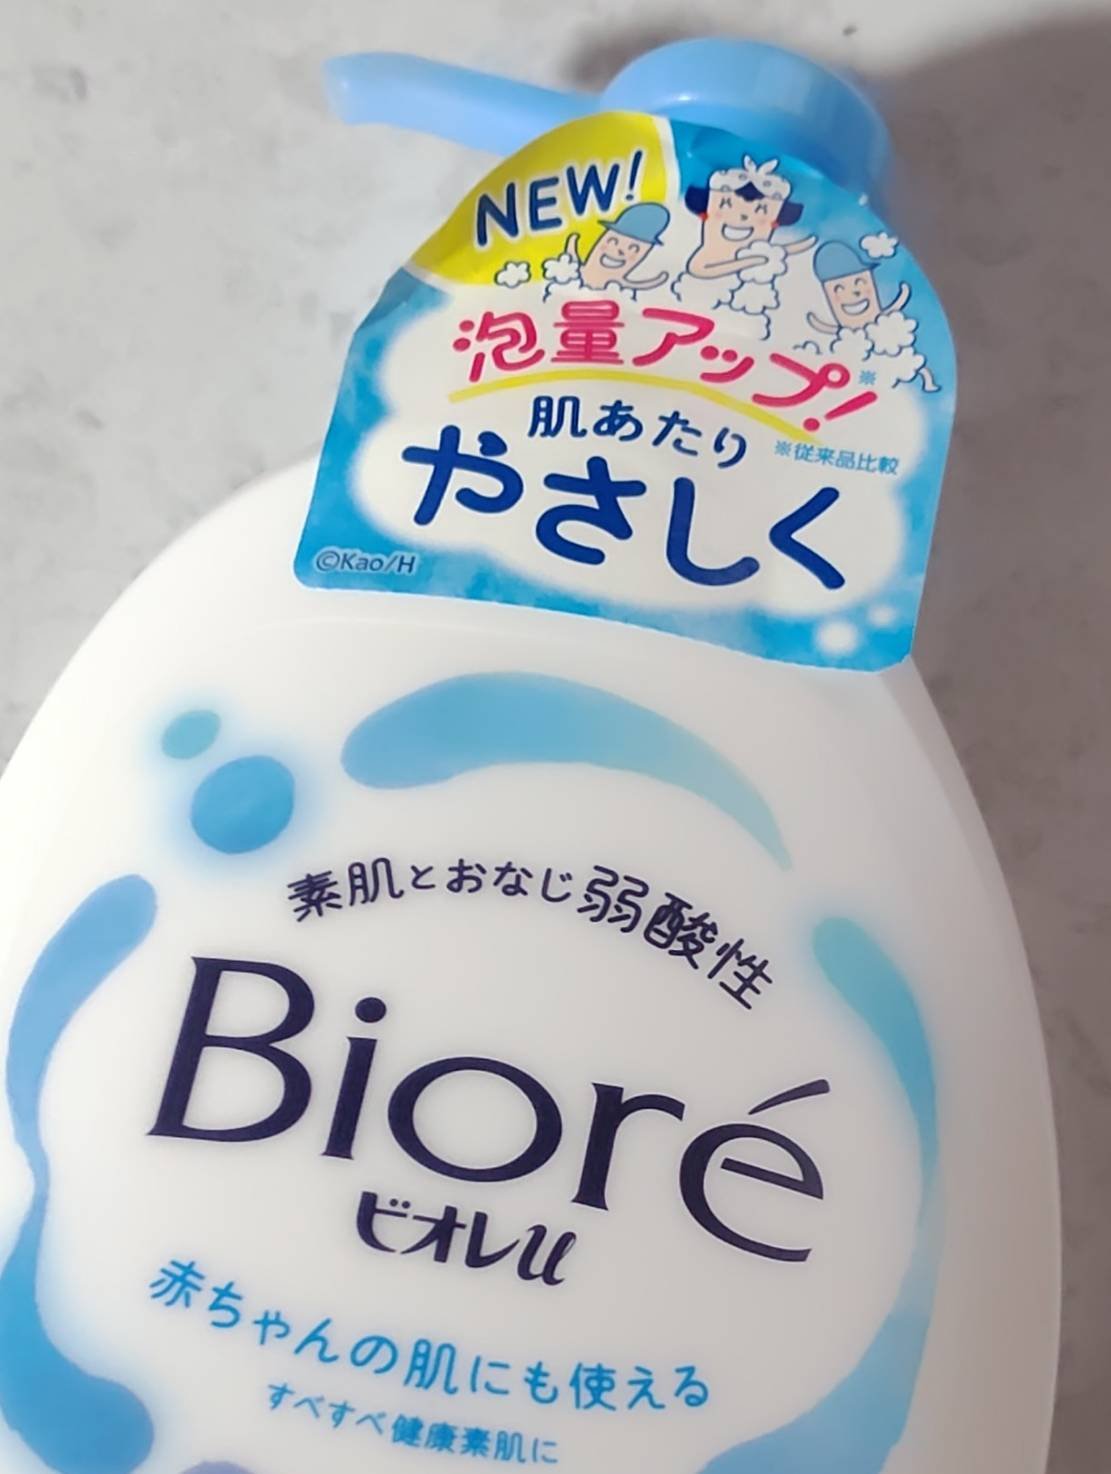 NEW!
泡量アップ!※
肌あたり
※従来品比較
やさしく
©Kao/H
素肌とおなじ弱酸性
Bioré
ビオレu
赤ちゃんの肌にも使える
すべすべ健康素肌に